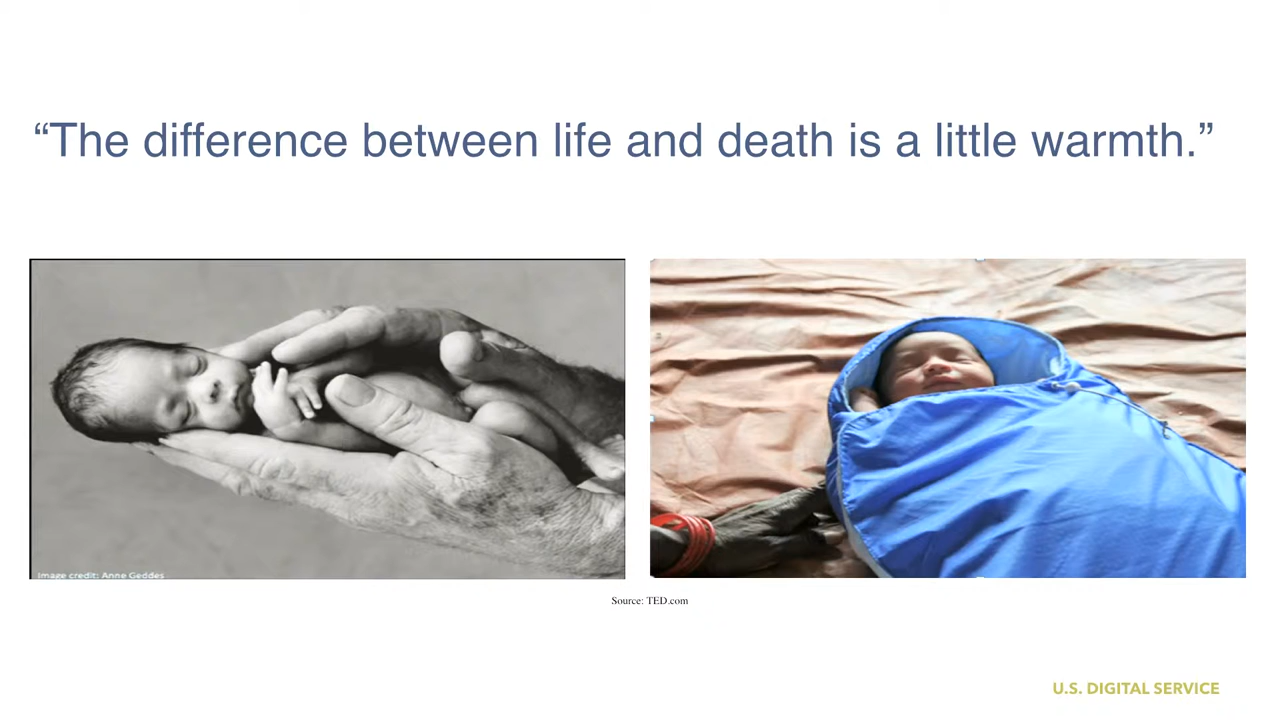 “The difference between life and death is a little warmth.”
Image credit: Anne Geddes
Source: TED.com
U.S. DIGITAL SERVICE